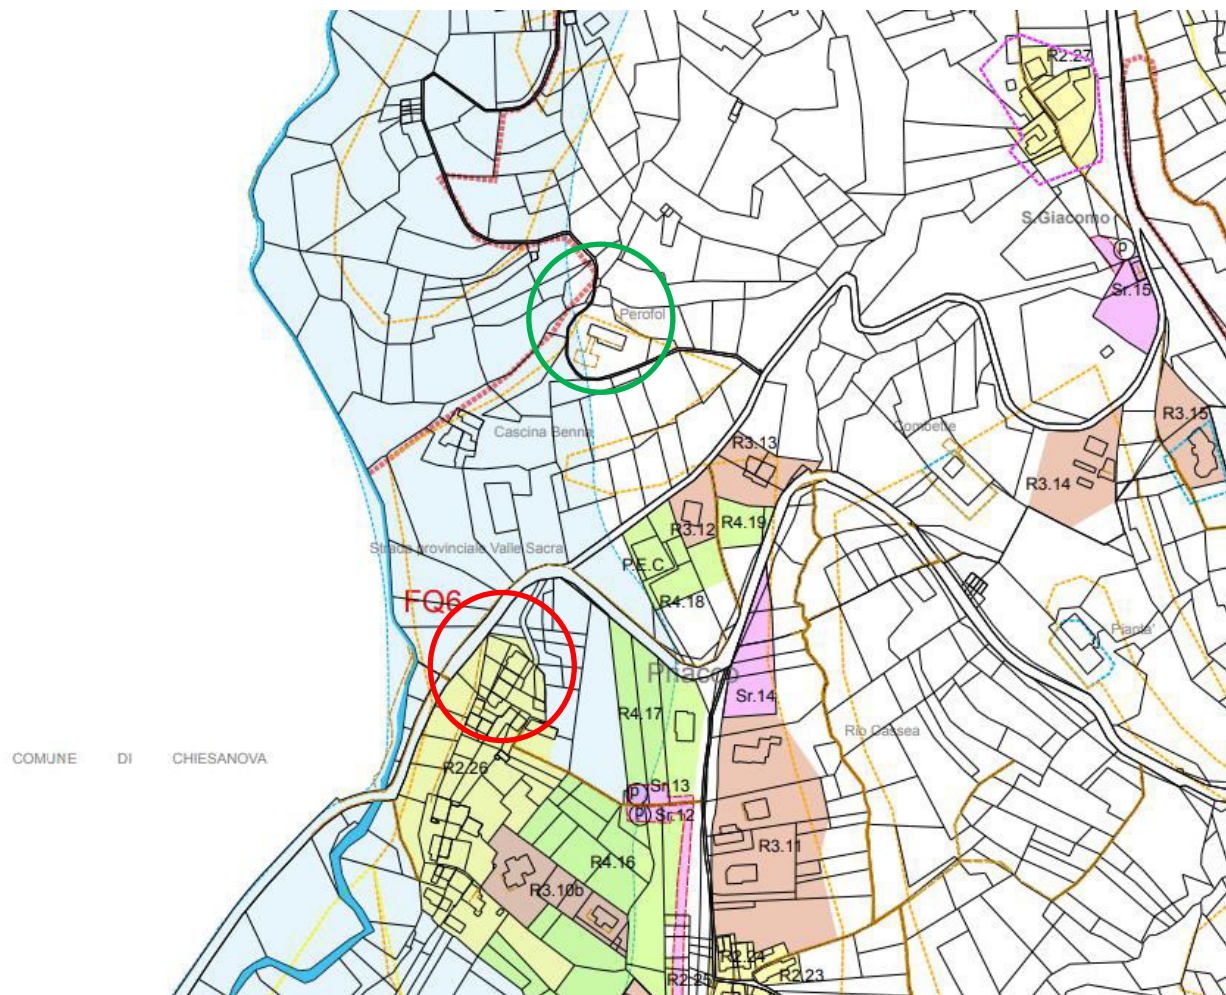 R2.27
S.Giacomo
P
Sr.15
Perofol
R3.15
Cascina Benna
Combette
R3.13
R3.14
R3.12
R4.19
Strada provinciale Valle Sacra
P.E.C
FQ6
R4.18
Pianta'
Priacco
Sr.14
R4.17
Rio Gassea
COMUNE DI CHIESANOVA
R2.26
Sr.13
P
(P)
Sr.12
R3.11
R4.16
R3.10b
R2.24
R2.23
R2.25